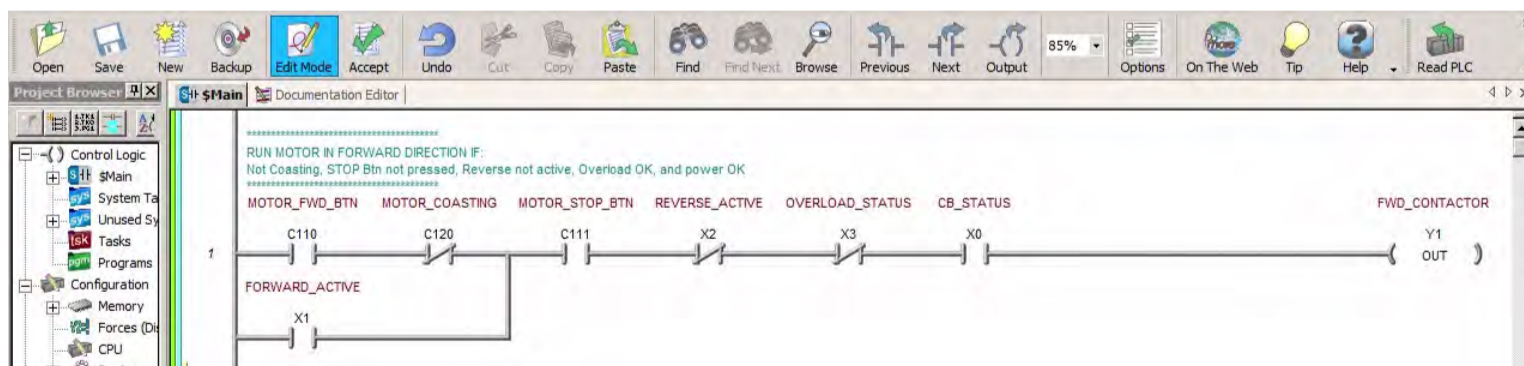 Open Save New Backup Edit Mode Accept Undo Cut Copy Paste Find Find Next Browse Previous Next Output 85% Options On The Web Tip Help Read PLC
Project Browser
$Main Documentation Editor
Control Logic
$Main
System Ta
Unused Sy
Tasks
Programs
Configuration
Memory
Forces (Dis
CPU
RUN MOTOR IN FORWARD DIRECTION IF:
Not Coasting, STOP Btn not pressed, Reverse not active, Overload OK, and power OK
MOTOR_FWD_BTN MOTOR_COASTING MOTOR_STOP_BTN REVERSE_ACTIVE OVERLOAD_STATUS CB_STATUS FWD_CONTACTOR
C110 C120 C111 X2 X3 X0 Y1
1 OUT
FORWARD_ACTIVE
X1